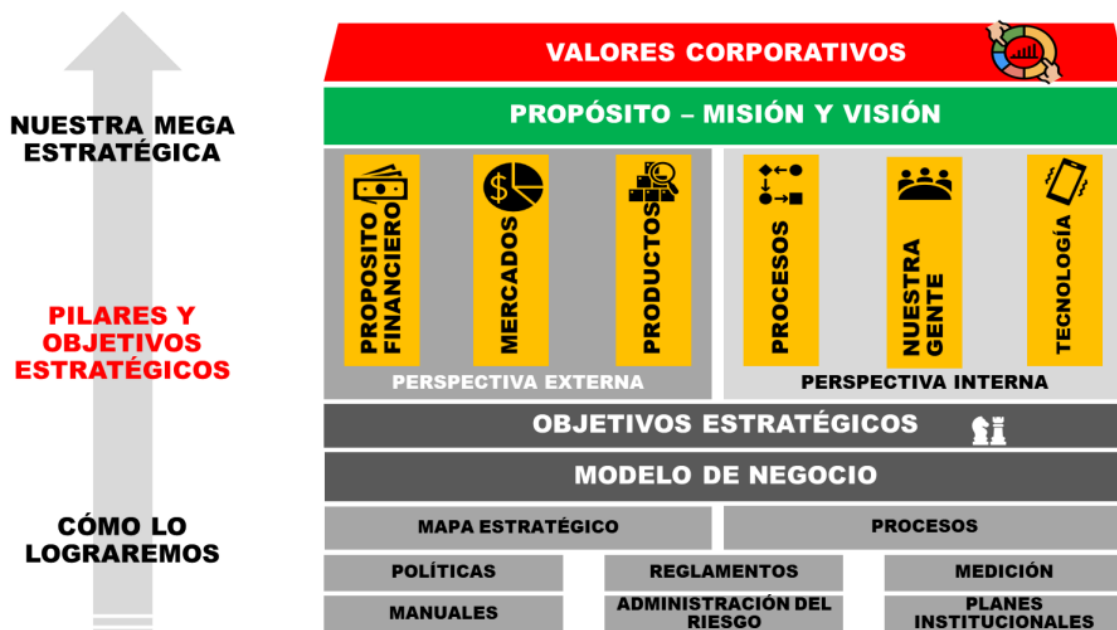 VALORES CORPORATIVOS
PROPÓSITO – MISIÓN Y VISIÓN
NUESTRA MEGA
ESTRATÉGICA
$
PROPOSITO
FINANCIERO
MERCADOS
PRODUCTOS
PROCESOS
NUESTRA
GENTE
TECNOLOGÍA
PILARES Y
OBJETIVOS
ESTRATÉGICOS
PERSPECTIVA EXTERNA
PERSPECTIVA INTERNA
OBJETIVOS ESTRATÉGICOS
MODELO DE NEGOCIO
CÓMO LO
LOGRAREMOS
MAPA ESTRATÉGICO
PROCESOS
POLÍTICAS
REGLAMENTOS
MEDICIÓN
MANUALES
ADMINISTRACIÓN DEL
RIESGO
PLANES
INSTITUCIONALES